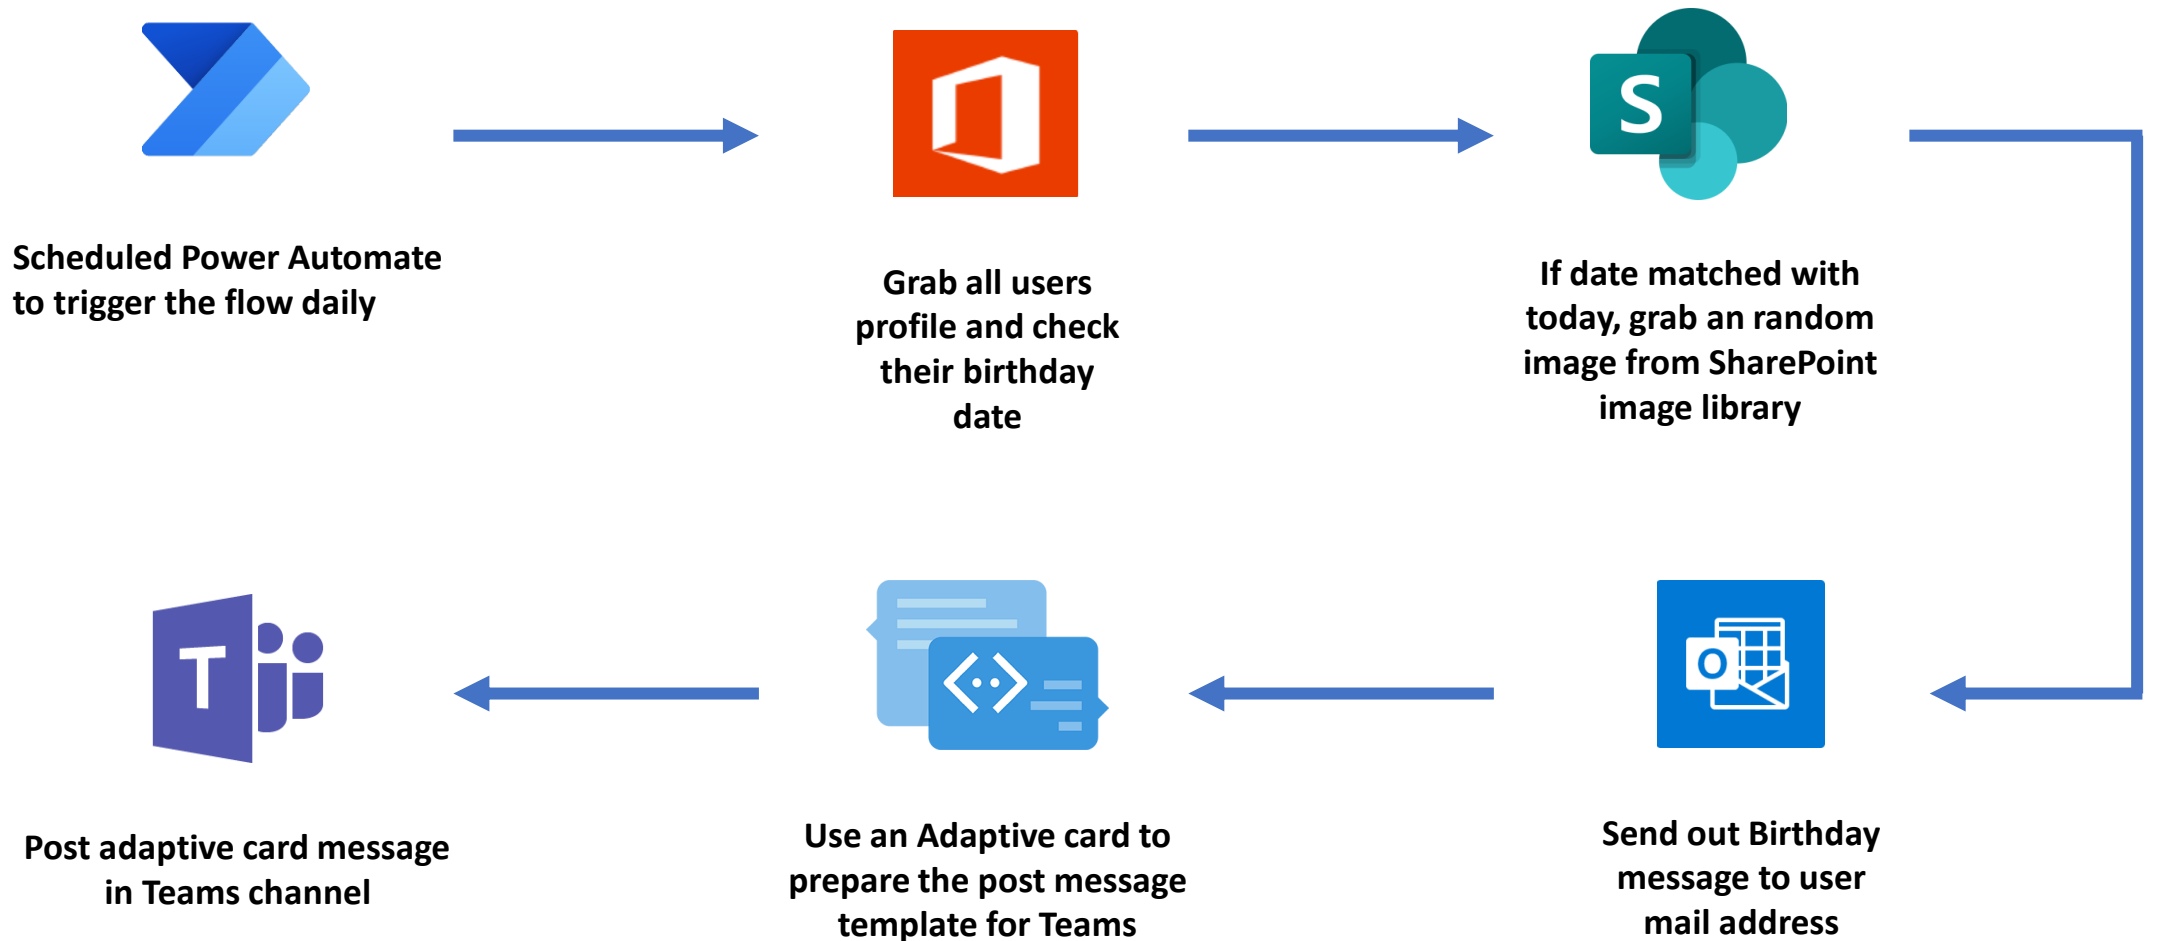 S
Scheduled Power Automate
to trigger the flow daily
Grab all users
profile and check
their birthday
date
If date matched with
today, grab an random
image from SharePoint
image library
O
Send out Birthday
message to user
mail address
Use an Adaptive card to
prepare the post message
template for Teams
T
Post adaptive card message
in Teams channel